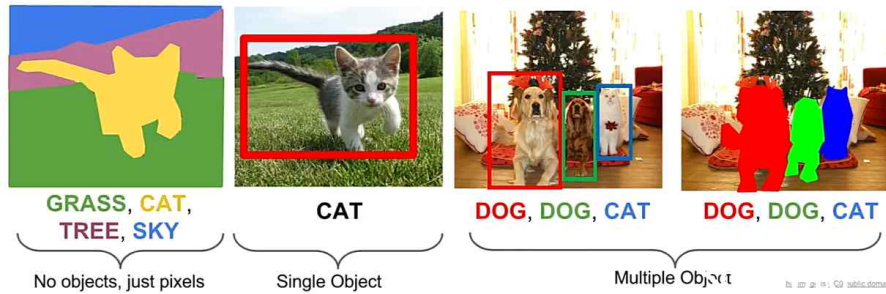 GRASS, CAT,
TREE, SKY
CAT
DOG, DOG, CAT
DOG, DOG, CAT
No objects, just pixels
Single Object
Multiple Object